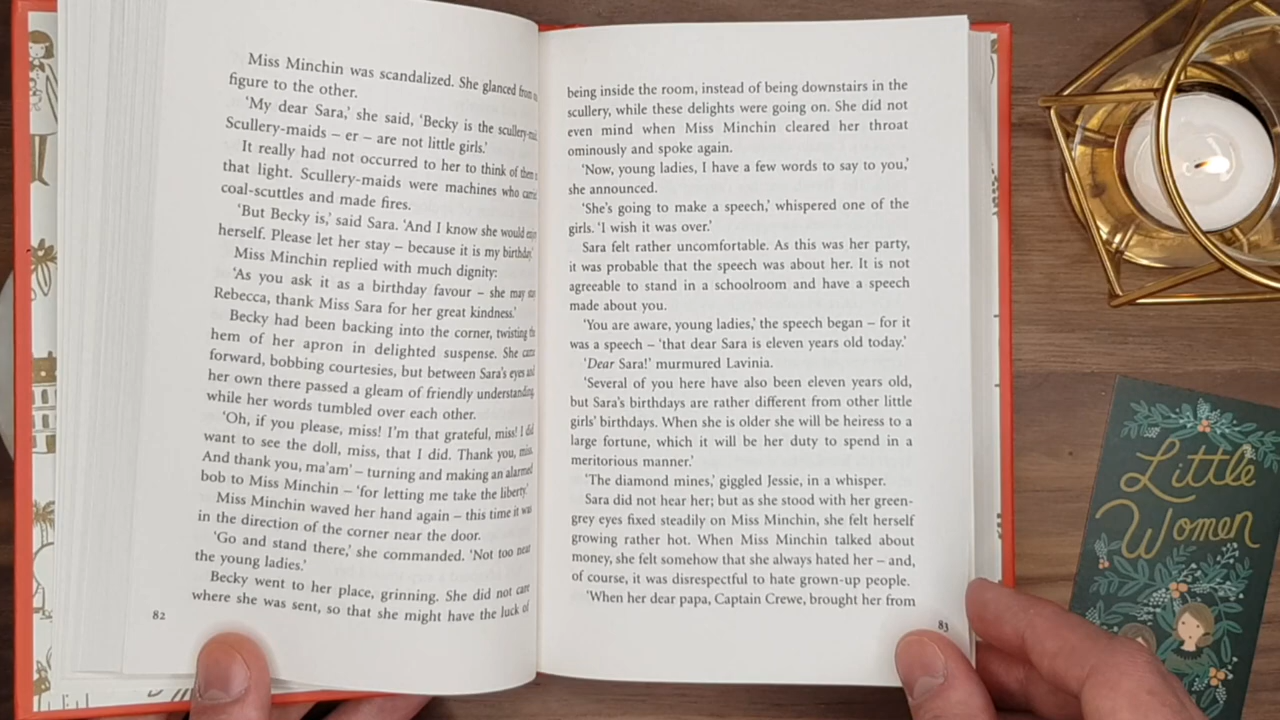 Miss Minchin was scandalized. She glanced from
figure to the other.
‘My dear Sara,’ she said, ‘Becky is the
Scullery-maids – er – are not little girls.’
It really had not occurred to her to think of them
that light. Scullery-maids were machines who
coal-scuttles and made fires.
‘But Becky is,’ said Sara. ‘And I know she would
herself. Please let her stay – because it is my birthday.’
Miss Minchin replied with much dignity:
‘As you ask it as a birthday favour – she may
Rebecca, thank Miss Sara for her great kindness.’
Becky had been backing into the corner, twisting the
hem of her apron in delighted suspense. She came
forward, bobbing courtesies, but between Sara’s eyes and
her own there passed a gleam of friendly understanding,
while her words tumbled over each other.
‘Oh, if you please, miss! I’m that grateful, miss! I did
want to see the doll, miss, that I did. Thank you, miss.
And thank you, ma’am’ – turning and making an alarmed
bob to Miss Minchin – ‘for letting me take the liberty.’
Miss Minchin waved her hand again – this time it was
in the direction of the corner near the door.
‘Go and stand there,’ she commanded. ‘Not too near
the young ladies.’
Becky went to her place, grinning. She did not care
where she was sent, so that she might have the luck of
82
being inside the room, instead of being downstairs in the
scullery, while these delights were going on. She did not
even mind when Miss Minchin cleared her throat
ominously and spoke again.
‘Now, young ladies, I have a few words to say to you,’
she announced.
‘She’s going to make a speech,’ whispered one of the
girls. ‘I wish it was over.’
Sara felt rather uncomfortable. As this was her party,
it was probable that the speech was about her. It is not
agreeable to stand in a schoolroom and have a speech
made about you.
‘You are aware, young ladies,’ the speech began – for it
was a speech – ‘that dear Sara is eleven years old today.’
‘Dear Sara!’ murmured Lavinia.
‘Several of you here have also been eleven years old,
but Sara’s birthdays are rather different from other little
girls’ birthdays. When she is older she will be heiress to a
large fortune, which it will be her duty to spend in a
meritorious manner.’
‘The diamond mines,’ giggled Jessie, in a whisper.
Sara did not hear her; but as she stood with her green-
grey eyes fixed steadily on Miss Minchin, she felt herself
growing rather hot. When Miss Minchin talked about
money, she felt somehow that she always hated her – and,
of course, it was disrespectful to hate grown-up people.
‘When her dear papa, Captain Crewe, brought her from
83
Little
Women